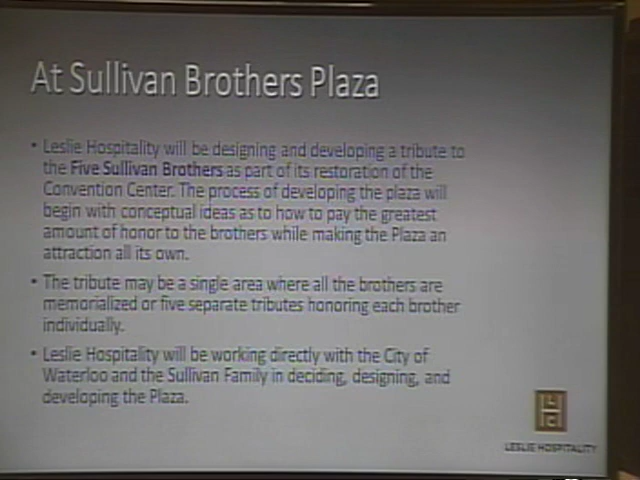 At Sullivan Brothers Plaza
• Leslie Hospitality will be designing and developing a tribute to
the Five Sullivan Brothers as part of its restoration of the
Convention Center. The process of developing the plaza will
begin with conceptual ideas as to how to pay the greatest
amount of honor to the brothers while making the Plaza an
attraction all its own.
• The tribute may be a single area where all the brothers are
memorialized or five separate tributes honoring each brother
individually.
• Leslie Hospitality will be working directly with the City of
Waterloo and the Sullivan Family in deciding, designing, and
developing the Plaza.
LESLIE HOSPITALITY